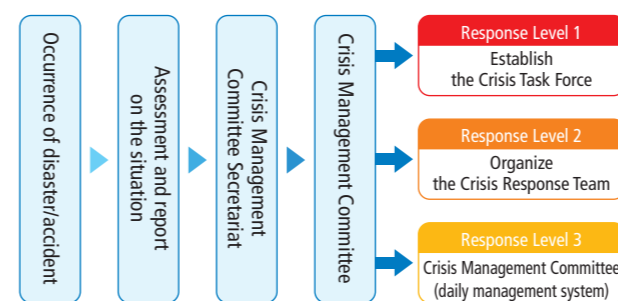 Occurrence of disaster/accident
Assessment and report
on the situation
Crisis Management
Committee Secretariat
Crisis Management Committee
Response Level 1
Establish
the Crisis Task Force
Response Level 2
Organize
the Crisis Response Team
Response Level 3
Crisis Management Committee
(daily management system)